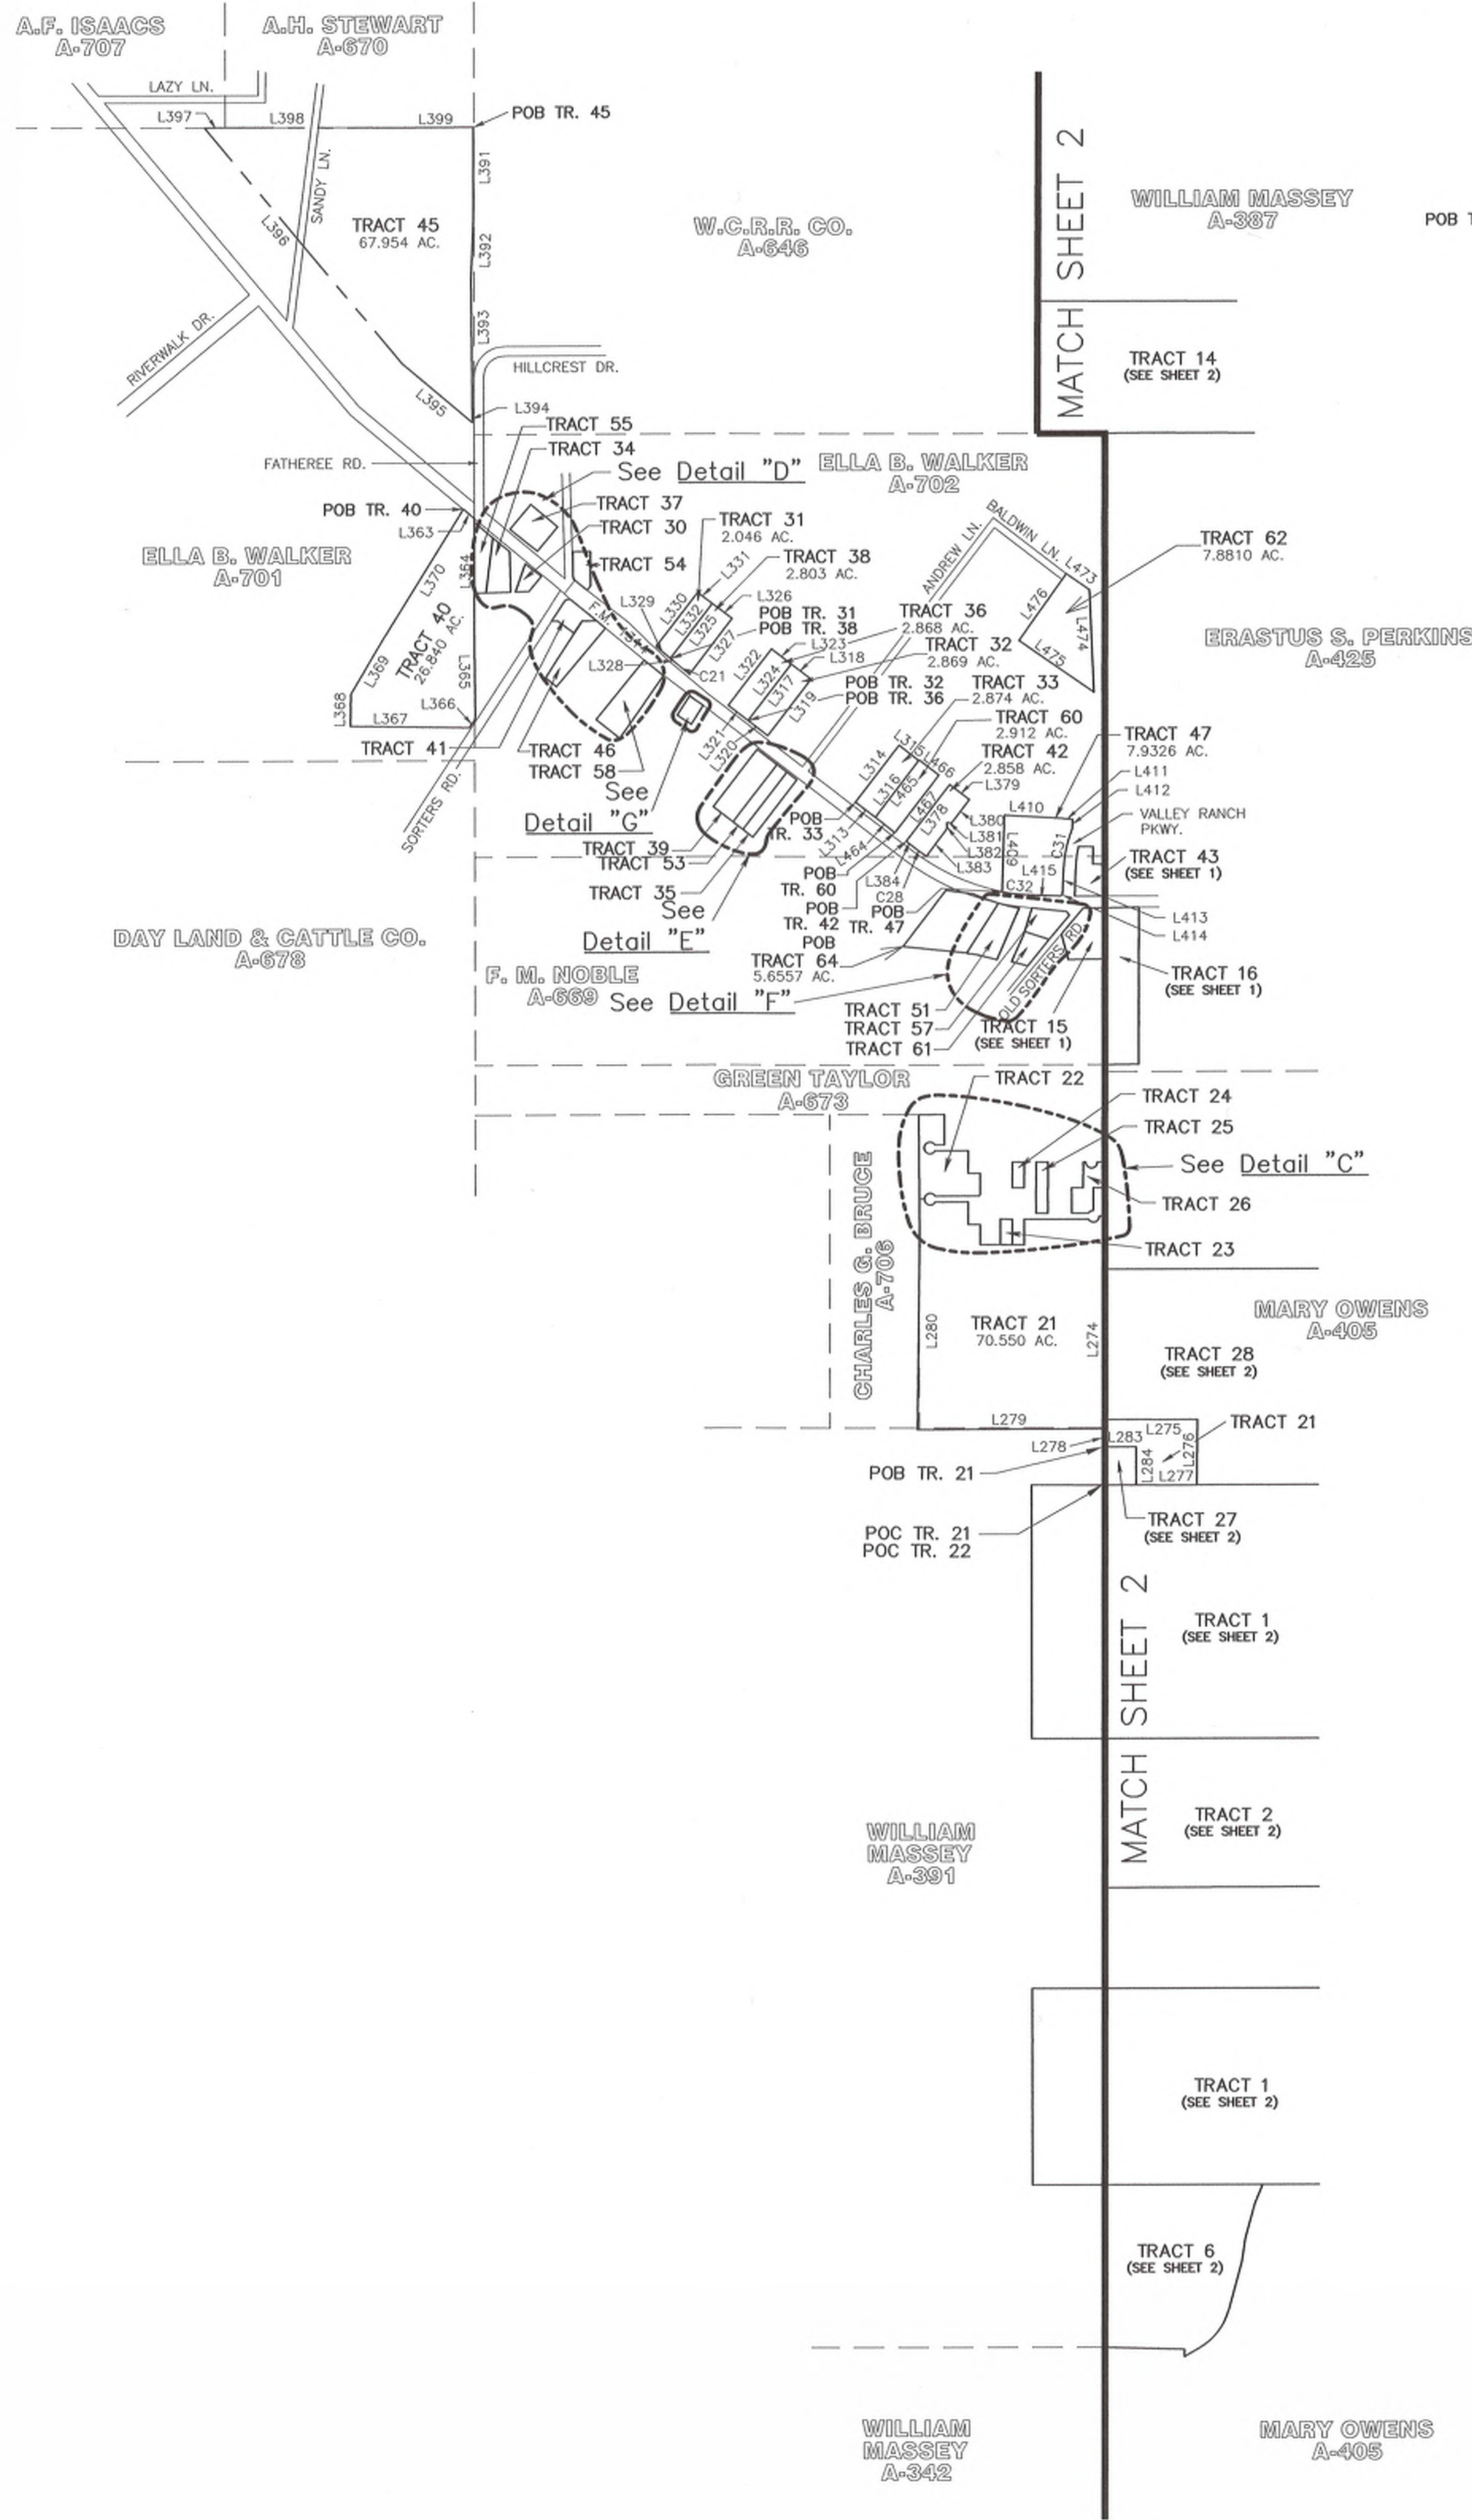 A.F. ISAACS
A-707
A.H. STEWART
A-670
LAZY LN.
L397
L398
L399
POB TR. 45
L391
SANDY LN.
L396
TRACT 45
67.954 AC.
L392
L393
W.C.R.R. CO.
A-646
MATCH SHEET 2
WILLIAM MASSEY
A-387
POB T
RIVERWALK DR.
HILLCREST DR.
TRACT 14
(SEE SHEET 2)
L395
L394
TRACT 55
TRACT 34
FATHEREE RD.
See Detail "D"
ELLA B. WALKER
A-702
POB TR. 40
L363
TRACT 37
TRACT 30
TRACT 31
2.046 AC.
TRACT 54
L331
TRACT 38
2.803 AC.
ANDREW LN.
BALDWIN LN.
L473
TRACT 62
7.8810 AC.
ELLA B. WALKER
A-701
L370
L364
F.M.
L329
L330
L332
L325
L326
L327
POB TR. 31
POB TR. 38
TRACT 36
2.868 AC.
L476
L474
L475
ERASTUS S. PERKINS
A-425
TRACT 40
26.840 AC.
L369
L365
L328
C21
L322
L323
L324
L318
L317
L319
TRACT 32
2.869 AC.
POB TR. 32
POB TR. 36
TRACT 33
2.874 AC.
L368
L366
L367
L321
L320
TRACT 60
2.912 AC.
TRACT 47
7.9326 AC.
TRACT 41
TRACT 46
TRACT 58
See
Detail "G"
L314
L315
L466
L316
L465
TRACT 42
2.858 AC.
L411
L412
L379
L467
L378
L380
L410
SORTERS RD.
POB
TR. 33
L313
L464
L381
L382
L383
L409
C31
VALLEY RANCH
PKWY.
TRACT 39
TRACT 53
TRACT 35
See
Detail "E"
POB
TR. 60
L384
C28
L415
C32
TRACT 43
(SEE SHEET 1)
POB
TR. 42
POB
TR. 47
L413
L414
DAY LAND & CATTLE CO.
A-678
F. M. NOBLE
A-669
POB
TRACT 64
5.6557 AC.
See Detail "F"
OLD SORTERS RD
TRACT 16
(SEE SHEET 1)
TRACT 51
TRACT 57
TRACT 61
TRACT 15
(SEE SHEET 1)
GREEN TAYLOR
A-673
TRACT 22
TRACT 24
TRACT 25
See Detail "C"
TRACT 26
TRACT 23
CHARLES G. BRUCE
A-706
L280
TRACT 21
70.550 AC.
L274
MARY OWENS
A-405
TRACT 28
(SEE SHEET 2)
L279
L278
L283
L275
L276
L284
L277
TRACT 21
POB TR. 21
POC TR. 21
POC TR. 22
TRACT 27
(SEE SHEET 2)
MATCH SHEET 2
TRACT 1
(SEE SHEET 2)
TRACT 2
(SEE SHEET 2)
WILLIAM
MASSEY
A-391
TRACT 1
(SEE SHEET 2)
TRACT 6
(SEE SHEET 2)
WILLIAM
MASSEY
A-342
MARY OWENS
A-405